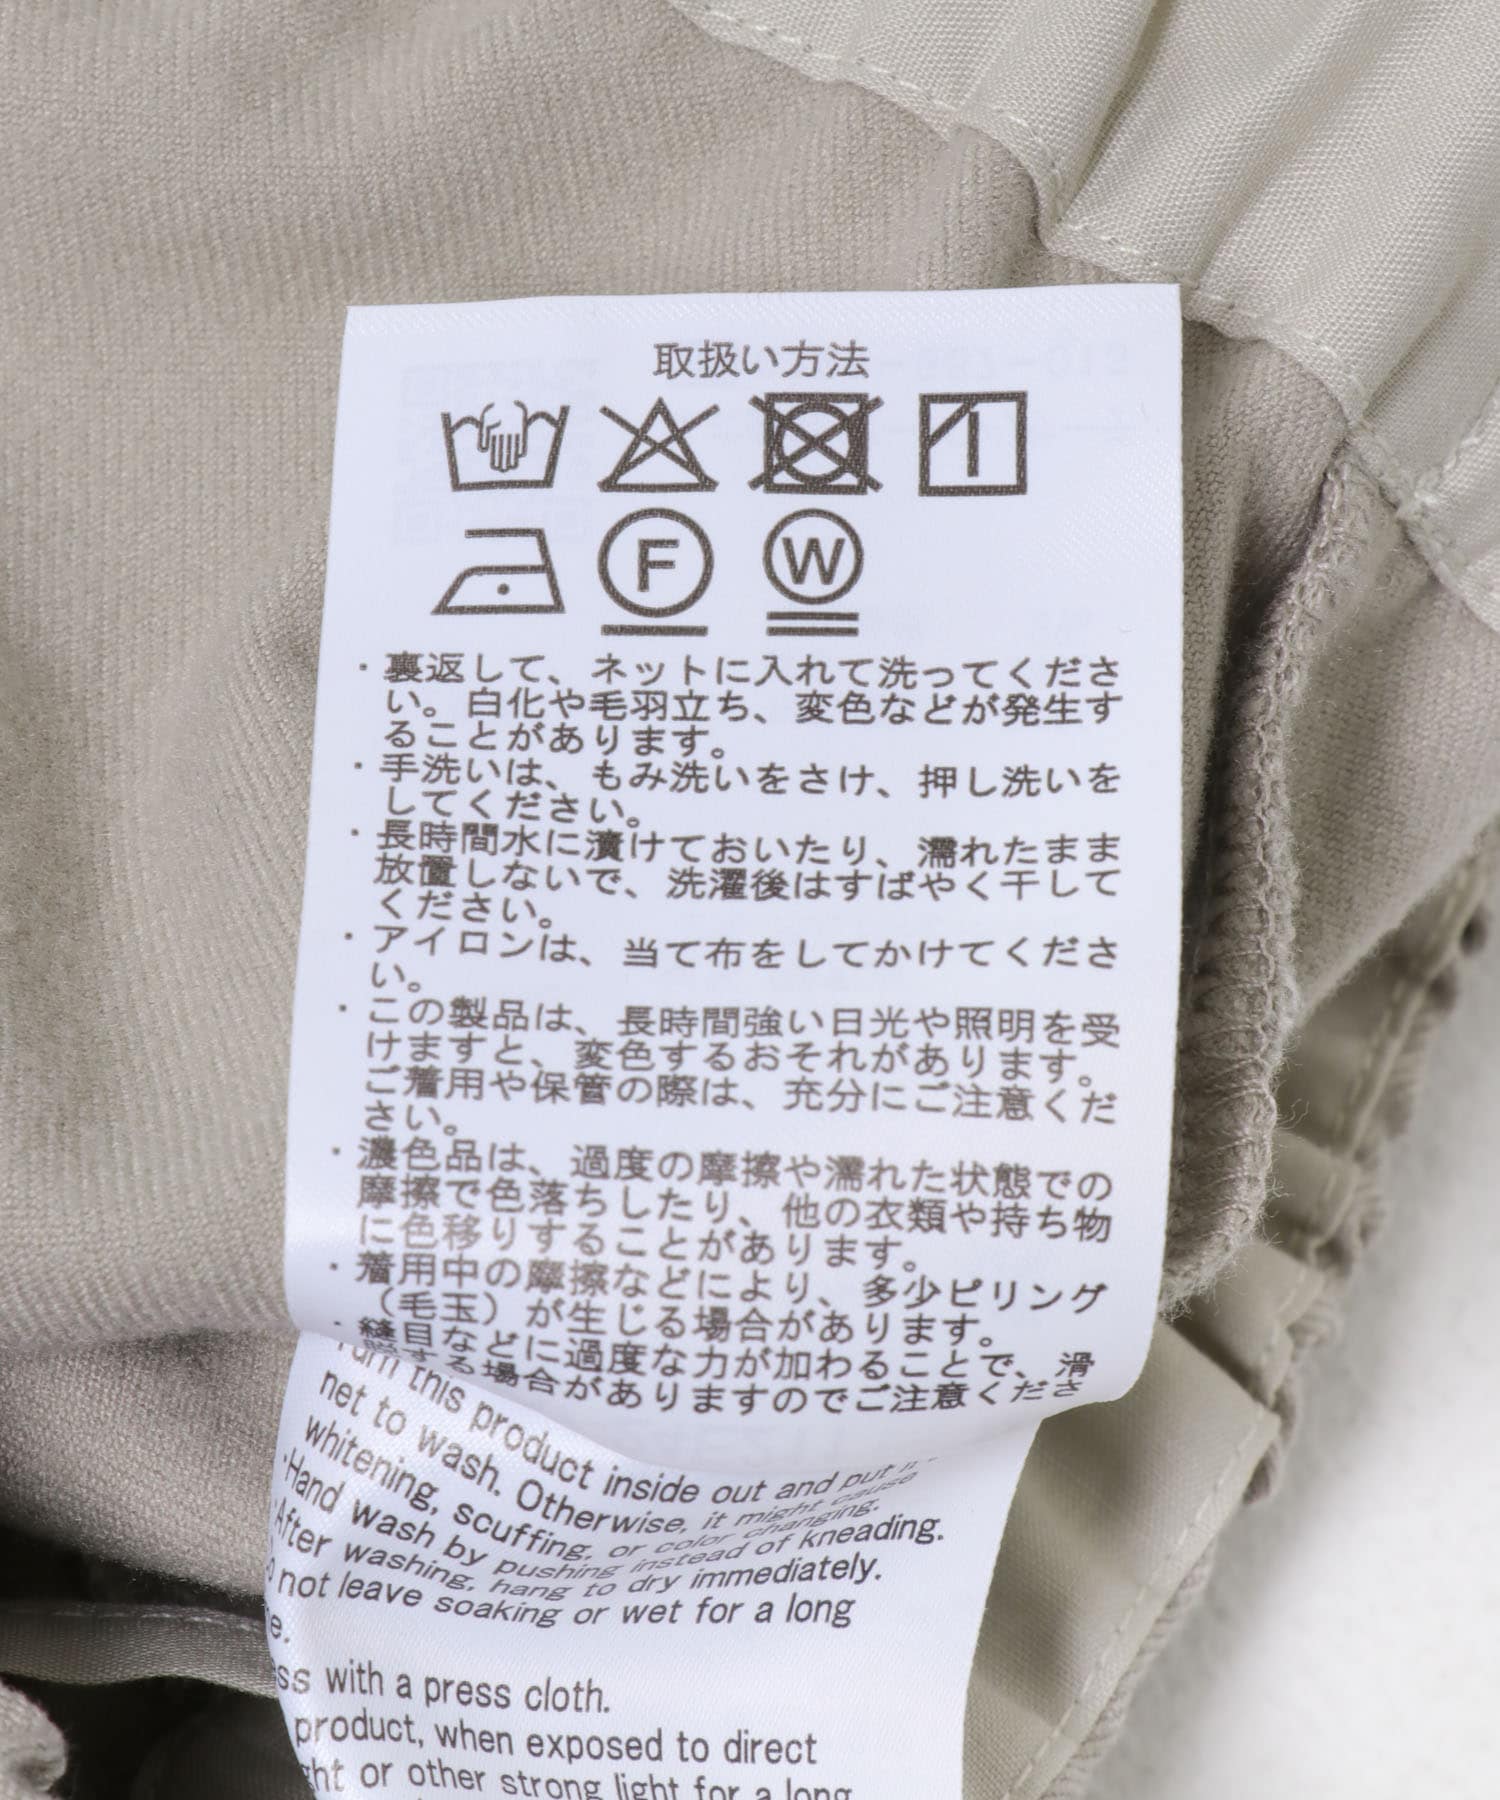 取扱い方法
F
W
・裏返して、ネットに入れて洗ってくださ
い。白化や毛羽立ち、変色などが発生す
ることがあります。
・手洗いは、もみ洗いをさけ、押し洗いを
してください。
・長時間水に漬けておいたり、濡れたまま
放置しないで、洗濯後はすばやく干して
ください。
・アイロンは、当て布をしてかけてくださ
い。
・この製品は、長時間強い日光や照明を受
けますと、変色するおそれがあります。
ご着用や保管の際は、充分にご注意くだ
さい。
・濃色品は、過度の摩擦や濡れた状態での
摩擦で色落ちしたり、他の衣類や持ち物
に色移りすることがあります。
・着用中の摩擦などにより、多少ピリング
（毛玉）が生じる場合があります。
・縫目などに過度な力が加わることで、滑
脱する場合がありますのでご注意くださ
Turn this product inside out and put it
net to wash. Otherwise, it might cause
whitening, scuffing, or color changing.
・Hand wash by pushing instead of kneading.
・After washing, hang to dry immediately.
not leave soaking or wet for a long
with a press cloth.
product, when exposed to direct
or other strong light for a long